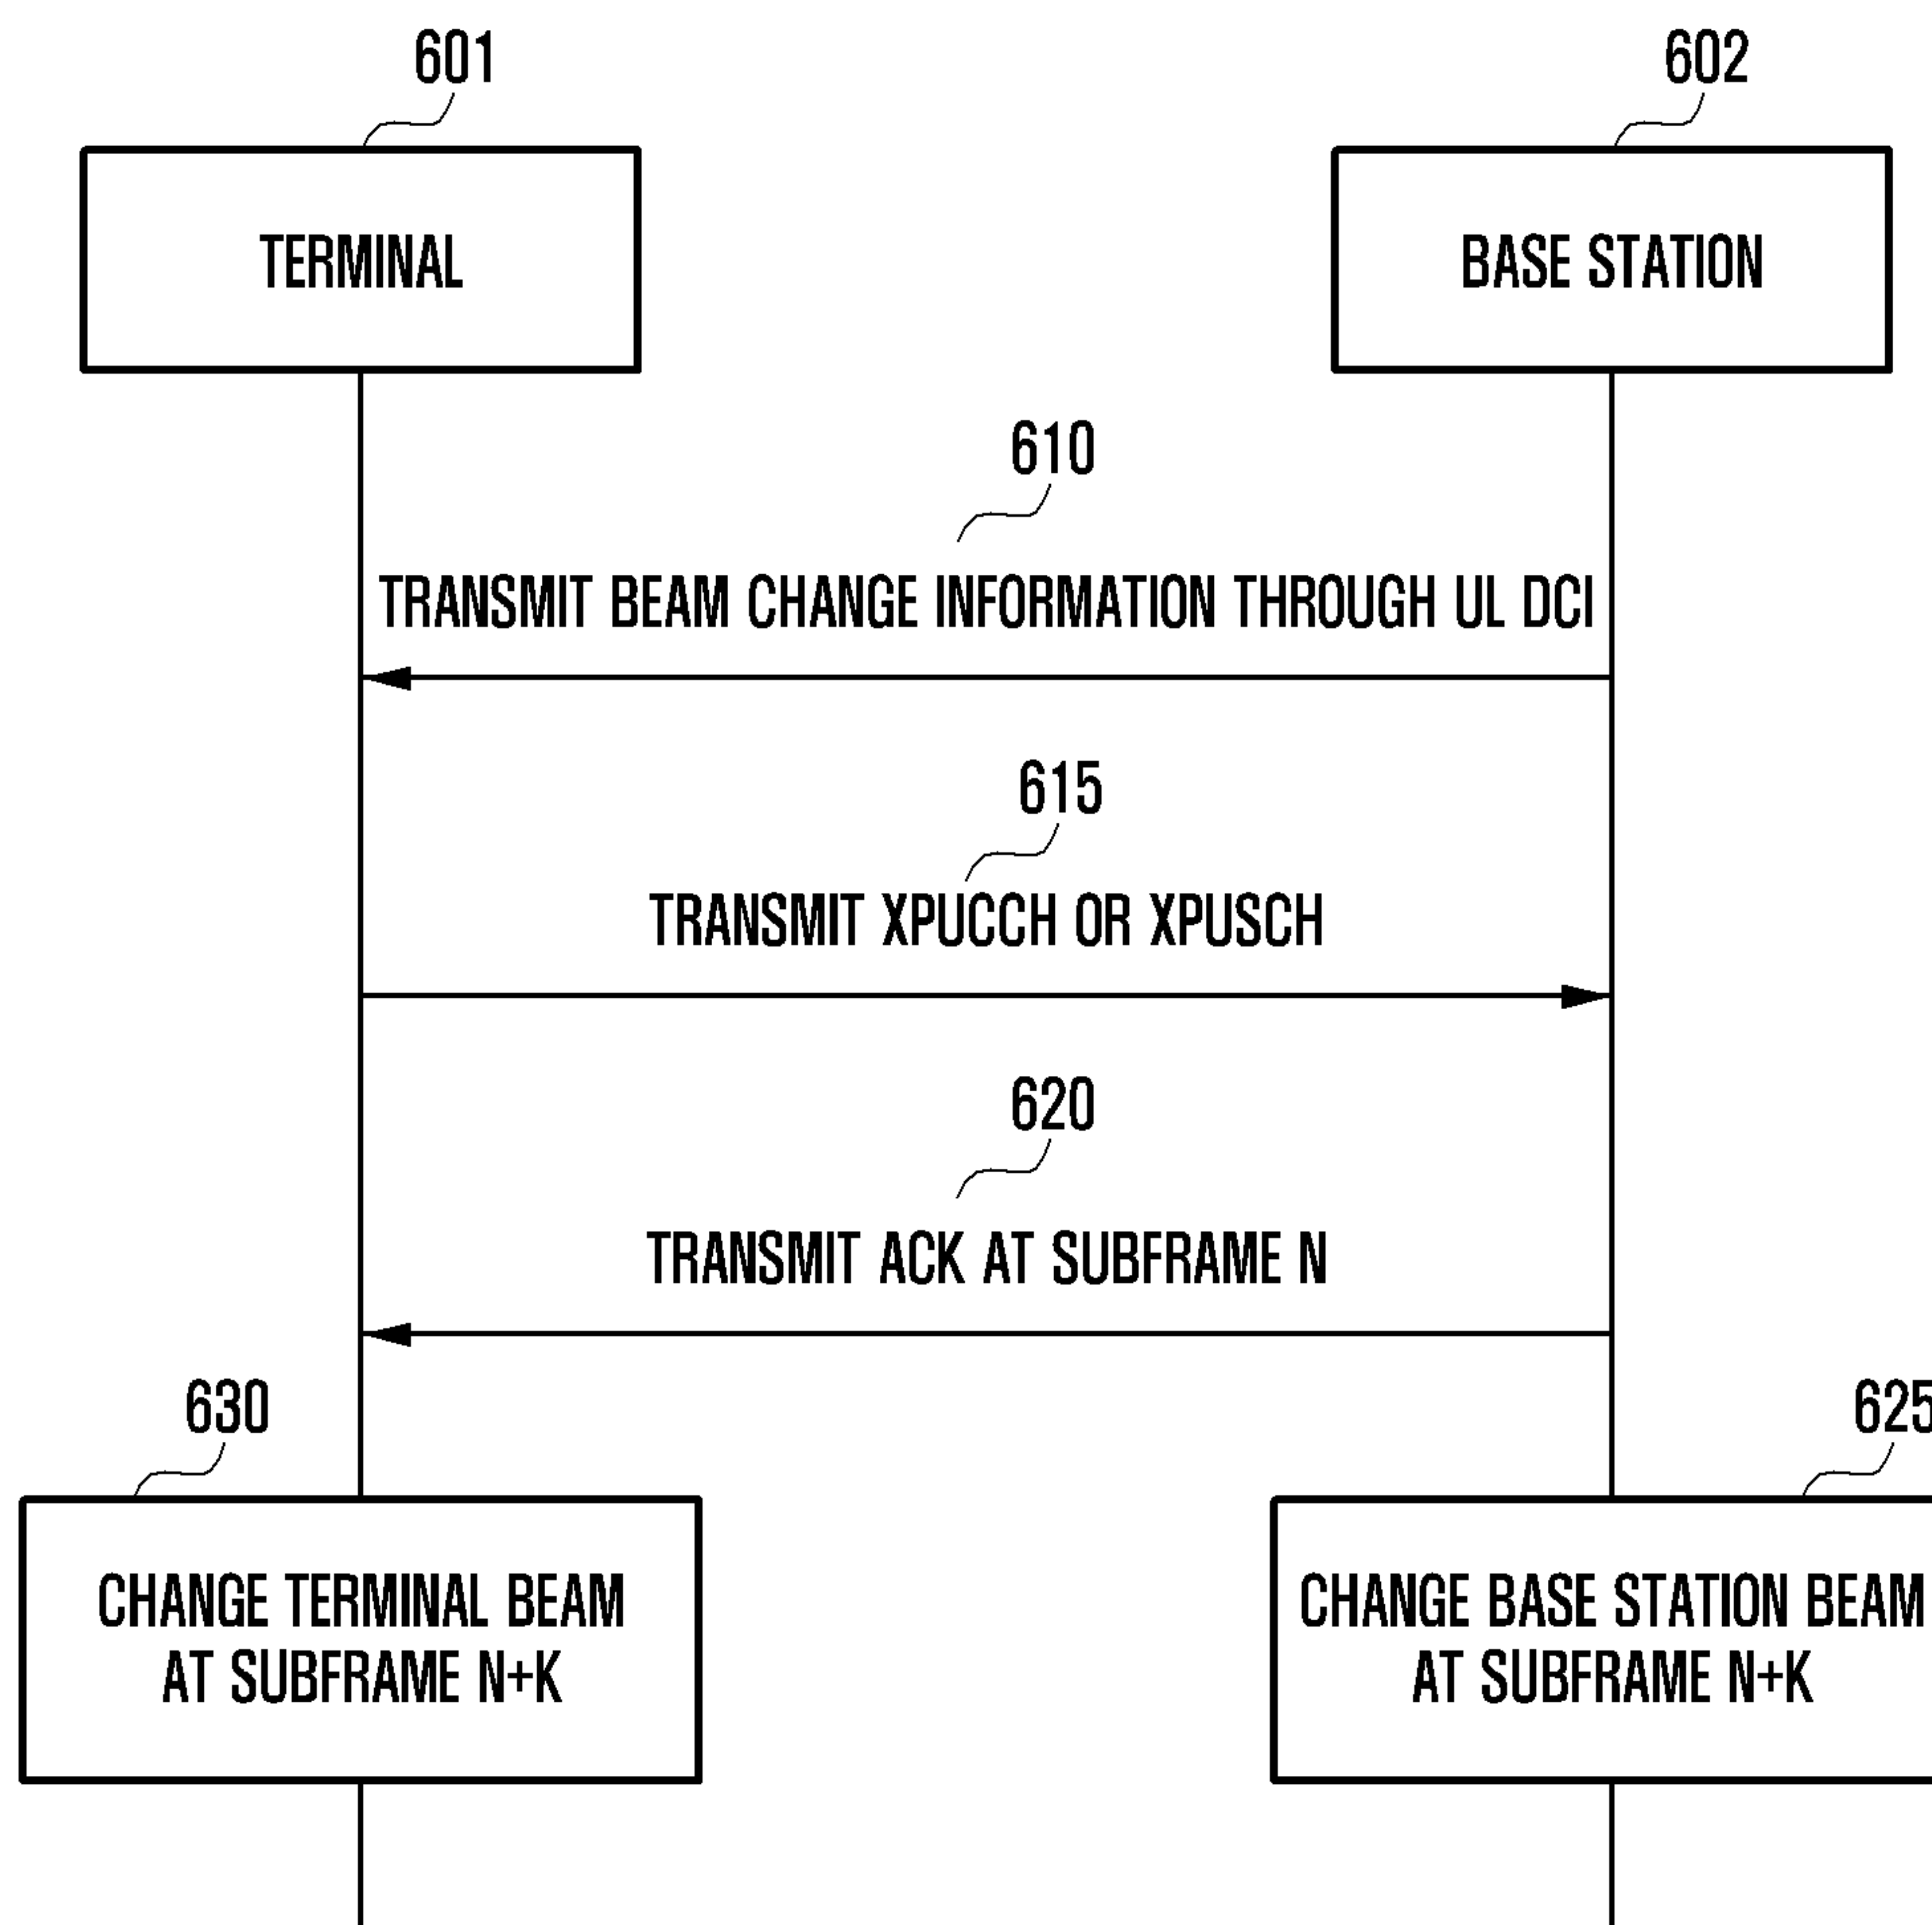 601
602
TERMINAL
BASE STATION
610
TRANSMIT BEAM CHANGE INFORMATION THROUGH UL DCI
615
TRANSMIT XPUCCH OR XPUSCH
620
TRANSMIT ACK AT SUBFRAME N
630
625
CHANGE TERMINAL BEAM
AT SUBFRAME N+K
CHANGE BASE STATION BEAM
AT SUBFRAME N+K